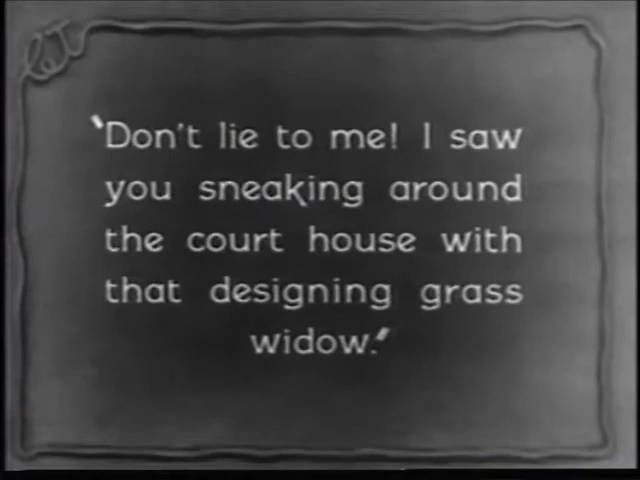 "Don't lie to me! I saw
you sneaking around
the court house with
that designing grass
widow."